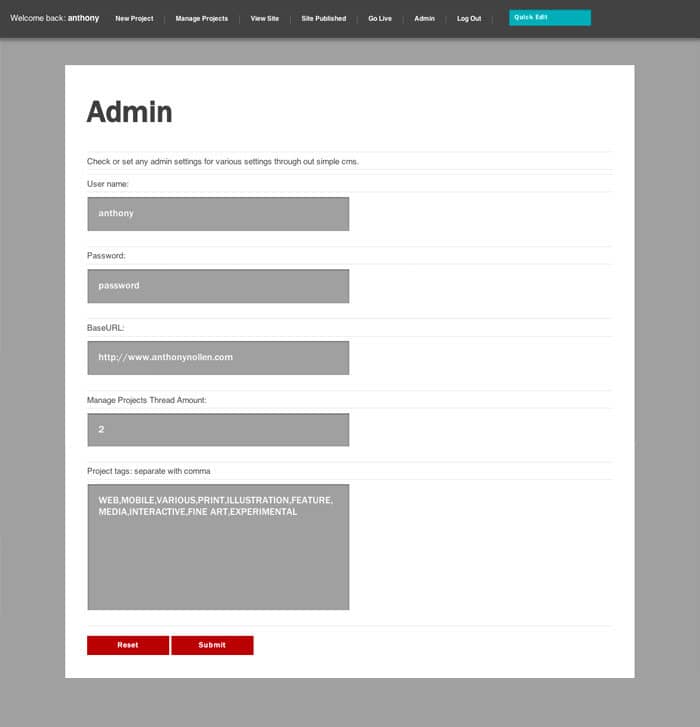 Welcome back: anthony New Project Manage Projects View Site Site Published Go Live Admin Log Out Quick Edit
Admin
Check or set any admin settings for various settings through out simple cms.
User name:
anthony
Password:
password
BaseURL:
http://www.anthonynollen.com
Manage Projects Thread Amount:
2
Project tags: separate with comma
WEB,MOBILE,VARIOUS,PRINT,ILLUSTRATION,FEATURE,
MEDIA,INTERACTIVE,FINE ART,EXPERIMENTAL
Reset Submit